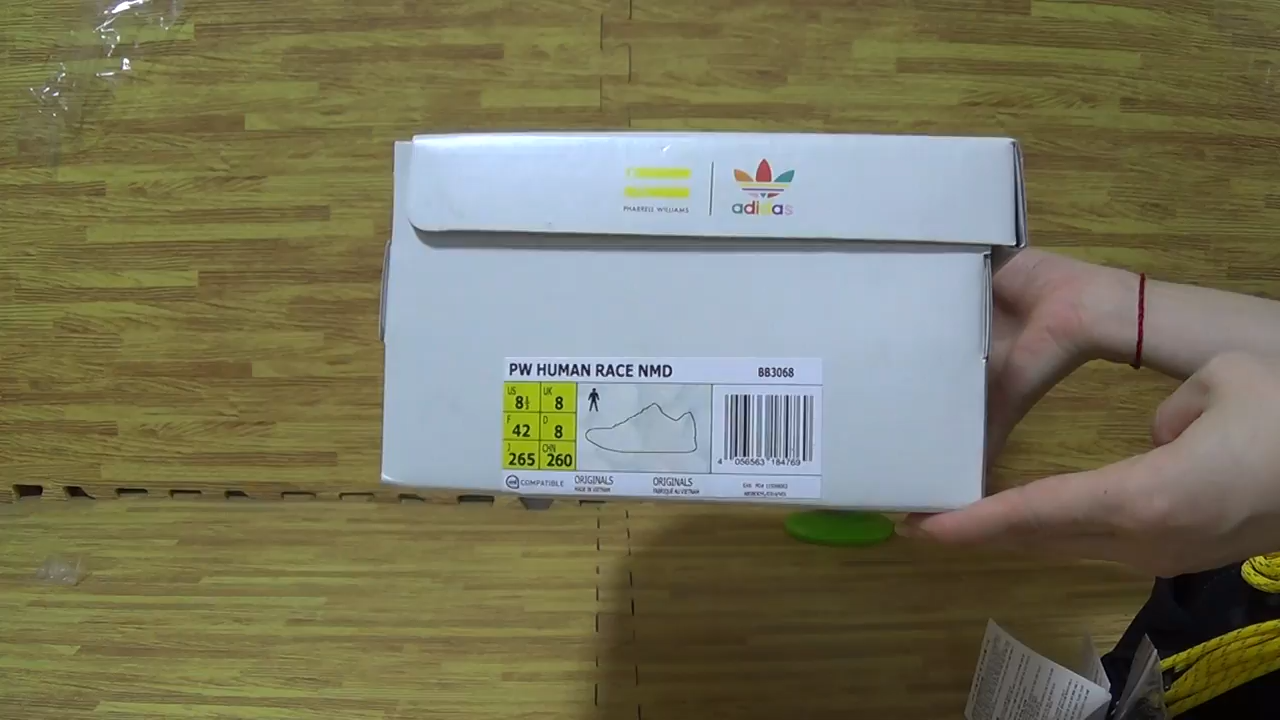 PHARRELL WILLIAMS
adidas
PW HUMAN RACE NMD BB3068
US 8½ UK 8
F 42 D 8
J 265 CHN 260
4 056563 184769
COMPATIBLE
ORIGINALS ORIGINALS
MADE IN VIETNAM FABRIQUÉ AU VIETNAM